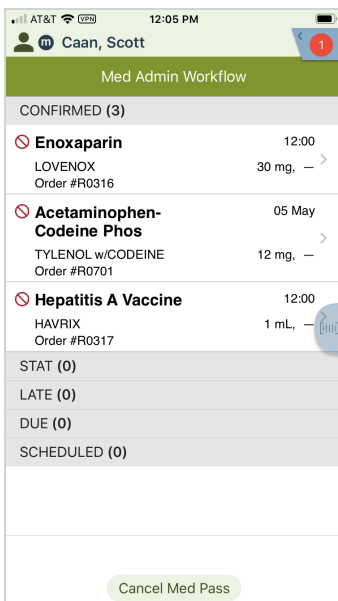 AT&T VPN 12:05 PM
m Caan, Scott 1
Med Admin Workflow
CONFIRMED (3)
Enoxaparin 12:00
LOVENOX 30 mg, —
Order #R0316
Acetaminophen- 05 May
Codeine Phos
TYLENOL w/CODEINE 12 mg, —
Order #R0701
Hepatitis A Vaccine 12:00
HAVRIX 1 mL, —
Order #R0317
STAT (0)
LATE (0)
DUE (0)
SCHEDULED (0)
Cancel Med Pass